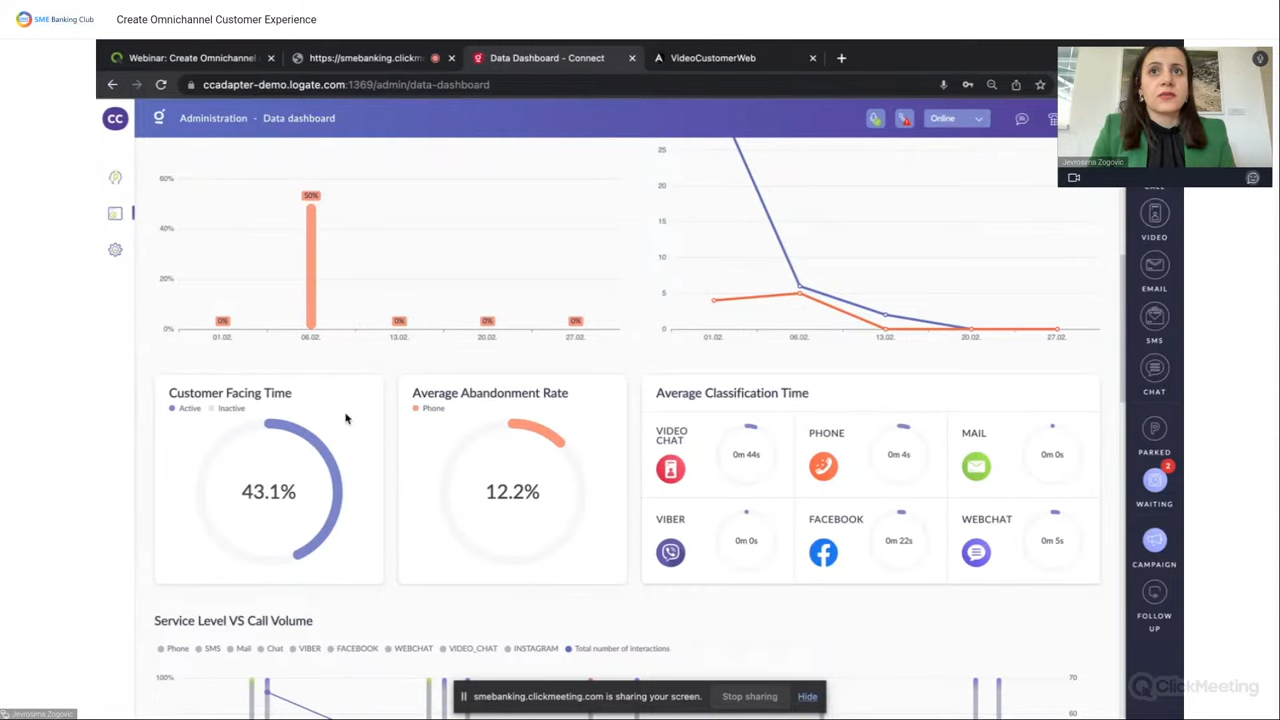 SME Banking Club
Create Omnichannel Customer Experience
Webinar: Create Omnichannel
https://smebanking.clickm
Data Dashboard - Connect
VideoCustomerWeb
ccadapter-demo.logate.com:1369/admin/data-dashboard
CC
Administration - Data dashboard
Online
Jevrosima Zogovic
60%
40%
20%
0%
0%
50%
0%
0%
0%
01.02.
06.02.
13.02.
20.02.
27.02.
25
20
15
10
5
0
01.02.
06.02.
13.02.
20.02.
27.02.
Customer Facing Time
Active
Inactive
43.1%
Average Abandonment Rate
Phone
12.2%
Average Classification Time
VIDEO
CHAT
0m 44s
PHONE
0m 4s
MAIL
0m 0s
VIBER
0m 0s
FACEBOOK
0m 22s
WEBCHAT
0m 5s
VIDEO
EMAIL
SMS
CHAT
P
PARKED
2
WAITING
CAMPAIGN
FOLLOW
UP
Service Level VS Call Volume
Phone SMS Mail Chat VIBER FACEBOOK WEBCHAT VIDEO_CHAT INSTAGRAM Total number of interactions
100%
70
60
smebanking.clickmeeting.com is sharing your screen.
Stop sharing
Hide
ClickMeeting
Jevrosima Zogovic